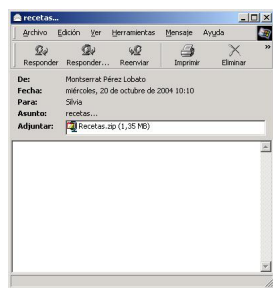 recetas...
Archivo Edición Ver Herramientas Mensaje Ayuda
Responder Responder... Reenviar Imprimir Eliminar »
De: Montserrat Pérez Lobato
Fecha: miércoles, 20 de octubre de 2004 10:10
Para: Silvia
Asunto: recetas...
Adjuntar: Recetas.zip (1,35 MB)